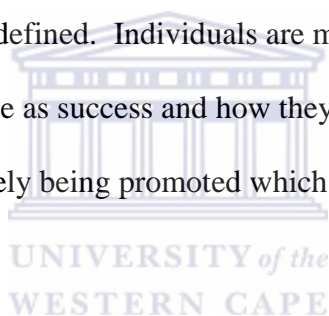 defined. Individuals are m
e as success and how they
ely being promoted which
UNIVERSITY of the
WESTERN CAPE